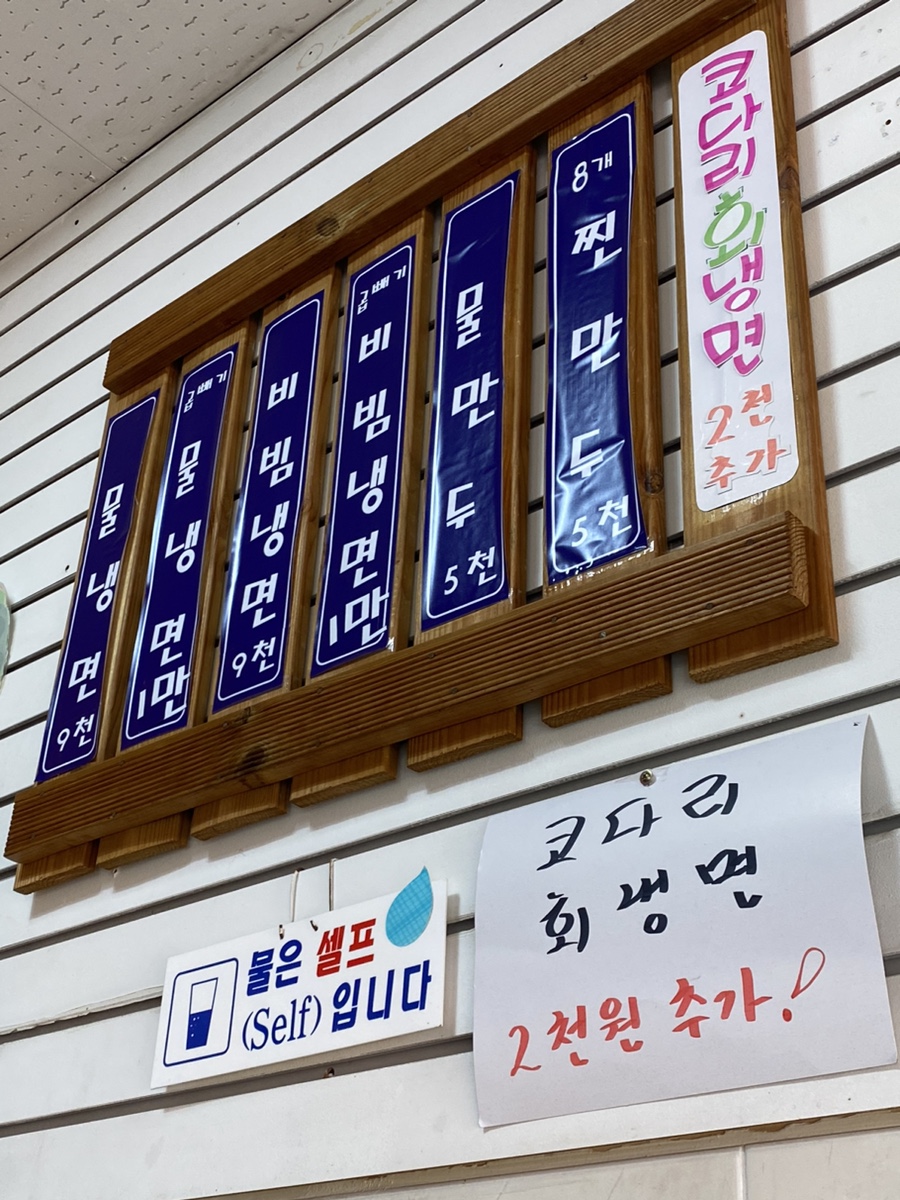 물냉면 9천
곱빼기 물냉면 1만
비빔냉면 9천
곱빼기 비빔냉면 1만
물만두 5천
8개 찐만두 5천
코다리회냉면
2천
추가
물은 셀프
(Self) 입니다
코다리
회냉면
2천원 추가!